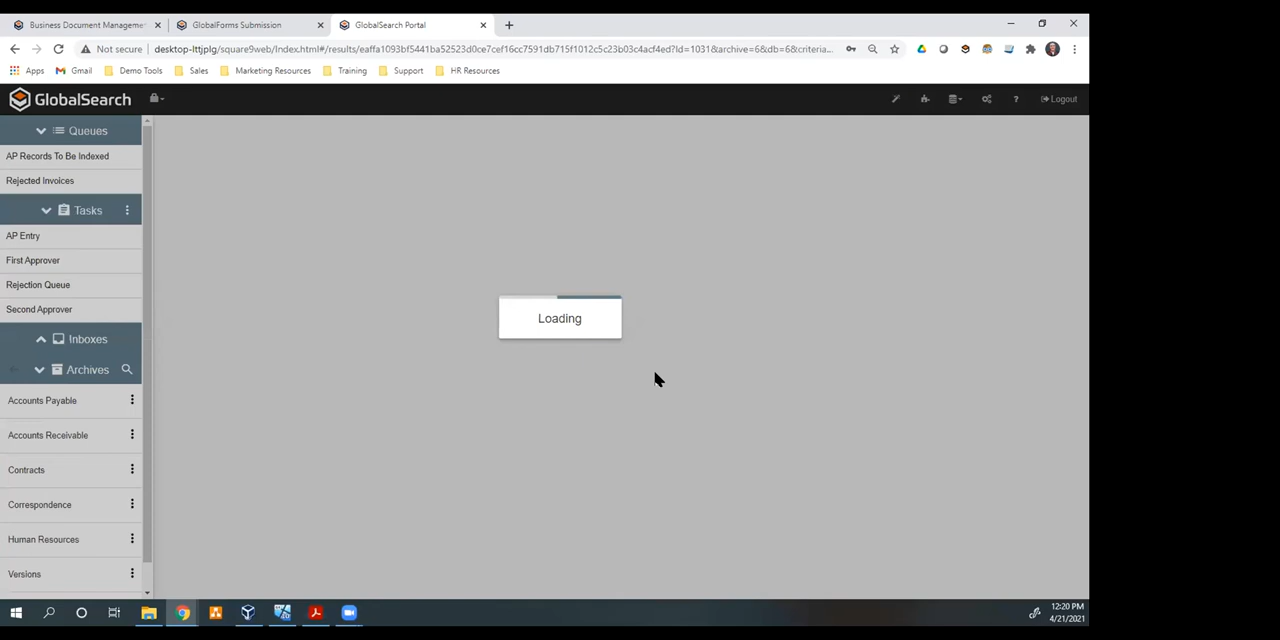 Business Document Manageme
GlobalForms Submission
GlobalSearch Portal
Not secure
desktop-lttjplg/square9web/Index.html#/results/eaffa1093bf5441ba52523d0ce7cef16cc7591db715f1012c5c23b03c4acf4ed?Id=1031&archive=6&db=6&criteria...
Apps
Gmail
Demo Tools
Sales
Marketing Resources
Training
Support
HR Resources
GlobalSearch
?
Logout
Queues
AP Records To Be Indexed
Rejected Invoices
Tasks
AP Entry
First Approver
Rejection Queue
Second Approver
Inboxes
Archives
Accounts Payable
Accounts Receivable
Contracts
Correspondence
Human Resources
Versions
Loading
12:20 PM
4/21/2021